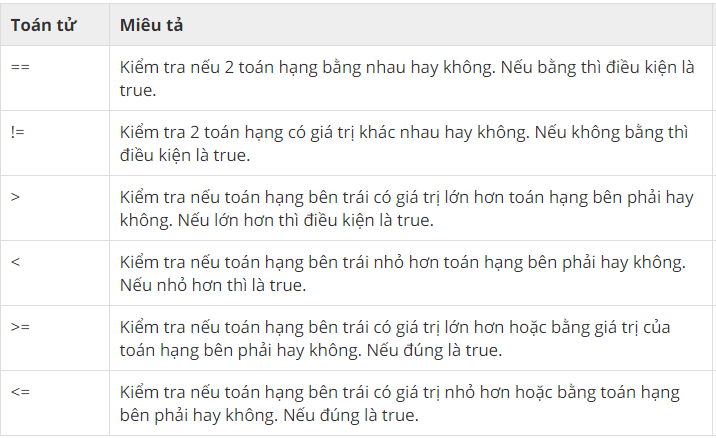 Toán tử Miêu tả
== Kiểm tra nếu 2 toán hạng bằng nhau hay không. Nếu bằng thì điều kiện là
true.
!= Kiểm tra 2 toán hạng có giá trị khác nhau hay không. Nếu không bằng thì
điều kiện là true.
> Kiểm tra nếu toán hạng bên trái có giá trị lớn hơn toán hạng bên phải hay
không. Nếu lớn hơn thì điều kiện là true.
< Kiểm tra nếu toán hạng bên trái nhỏ hơn toán hạng bên phải hay không.
Nếu nhỏ hơn thì là true.
>= Kiểm tra nếu toán hạng bên trái có giá trị lớn hơn hoặc bằng giá trị của
toán hạng bên phải hay không. Nếu đúng là true.
<= Kiểm tra nếu toán hạng bên trái có giá trị nhỏ hơn hoặc bằng toán hạng
bên phải hay không. Nếu đúng là true.